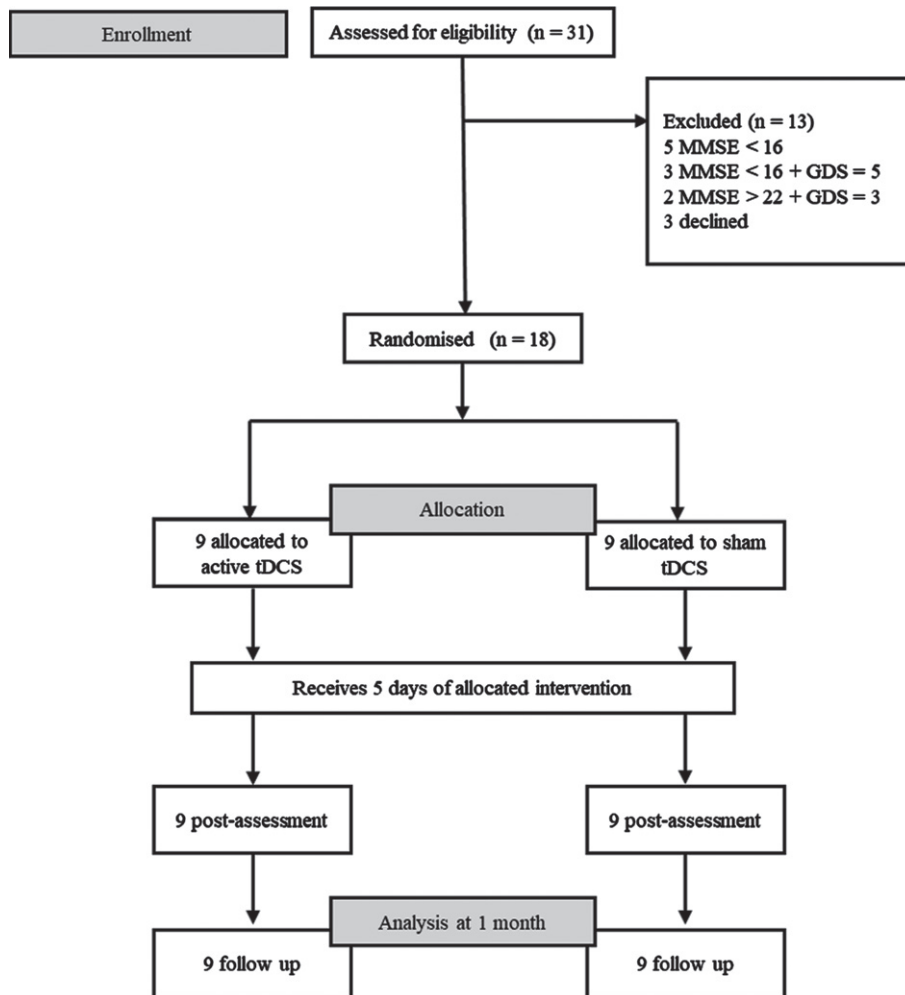 Enrollment
Assessed for eligibility (n = 31)
Excluded (n = 13)
5 MMSE < 16
3 MMSE < 16 + GDS = 5
2 MMSE > 22 + GDS = 3
3 declined
Randomised (n = 18)
Allocation
9 allocated to
active tDCS
9 allocated to sham
tDCS
Receives 5 days of allocated intervention
9 post-assessment
9 post-assessment
Analysis at 1 month
9 follow up
9 follow up